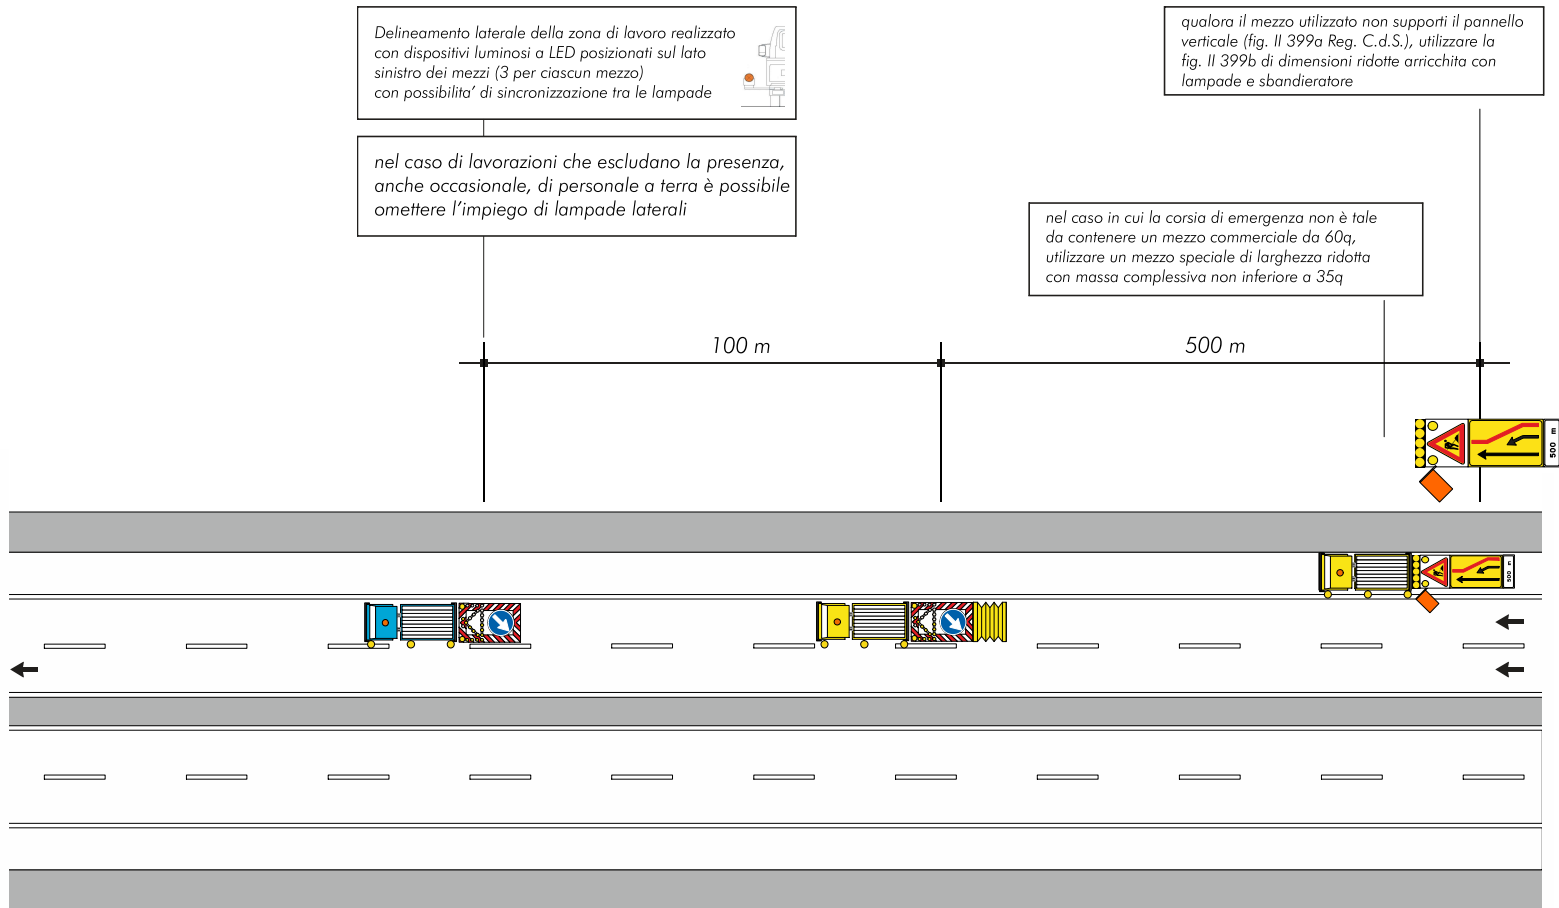 Delineamento laterale della zona di lavoro realizzato
con dispositivi luminosi a LED posizionati sul lato
sinistro dei mezzi (3 per ciascun mezzo)
con possibilita’ di sincronizzazione tra le lampade
nel caso di lavorazioni che escludano la presenza,
anche occasionale, di personale a terra è possibile
omettere l’impiego di lampade laterali
qualora il mezzo utilizzato non supporti il pannello
verticale (fig. II 399a Reg. C.d.S.), utilizzare la
fig. II 399b di dimensioni ridotte arricchita con
lampade e sbandieratore
nel caso in cui la corsia di emergenza non è tale
da contenere un mezzo commerciale da 60q,
utilizzare un mezzo speciale di larghezza ridotta
con massa complessiva non inferiore a 35q
100 m
500 m
500 m
500 m